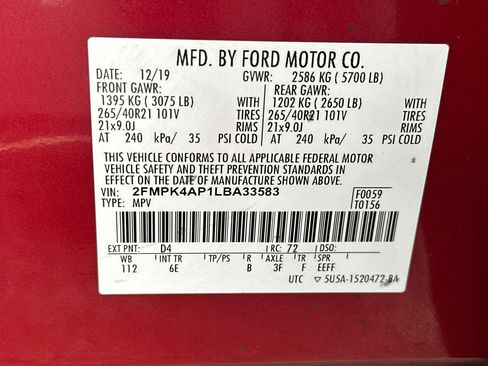 MFD. BY FORD MOTOR CO.
DATE: 12/19 GVWR: 2586 KG ( 5700 LB)
FRONT GAWR: REAR GAWR:
1395 KG ( 3075 LB) WITH 1202 KG ( 2650 LB) WITH
265/40R21 101V TIRES 265/40R21 101V TIRES
21x9.0J RIMS 21x9.0J RIMS
AT 240 kPa/ 35 PSI COLD AT 240 kPa/ 35 PSI COLD
THIS VEHICLE CONFORMS TO ALL APPLICABLE FEDERAL MOTOR
VEHICLE SAFETY AND THEFT PREVENTION STANDARDS IN
EFFECT ON THE DATE OF MANUFACTURE SHOWN ABOVE.
VIN: 2FMPK4AP1LBA33583 F0059
TYPE: MPV T0156
EXT PNT: D4 RC: 72 DSO:
WB INT TR TP/PS R AXLE TR SPR
112 6E B 3F F EEFF
UTC ▽ 5U5A-1520472-BA